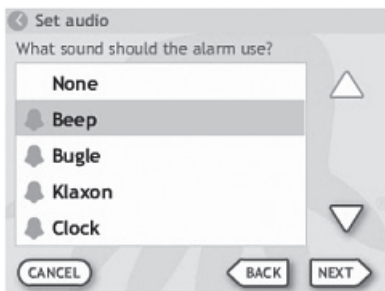 Set audio
What sound should the alarm use?
None
Beep
Bugle
Klaxon
Clock
CANCEL BACK NEXT